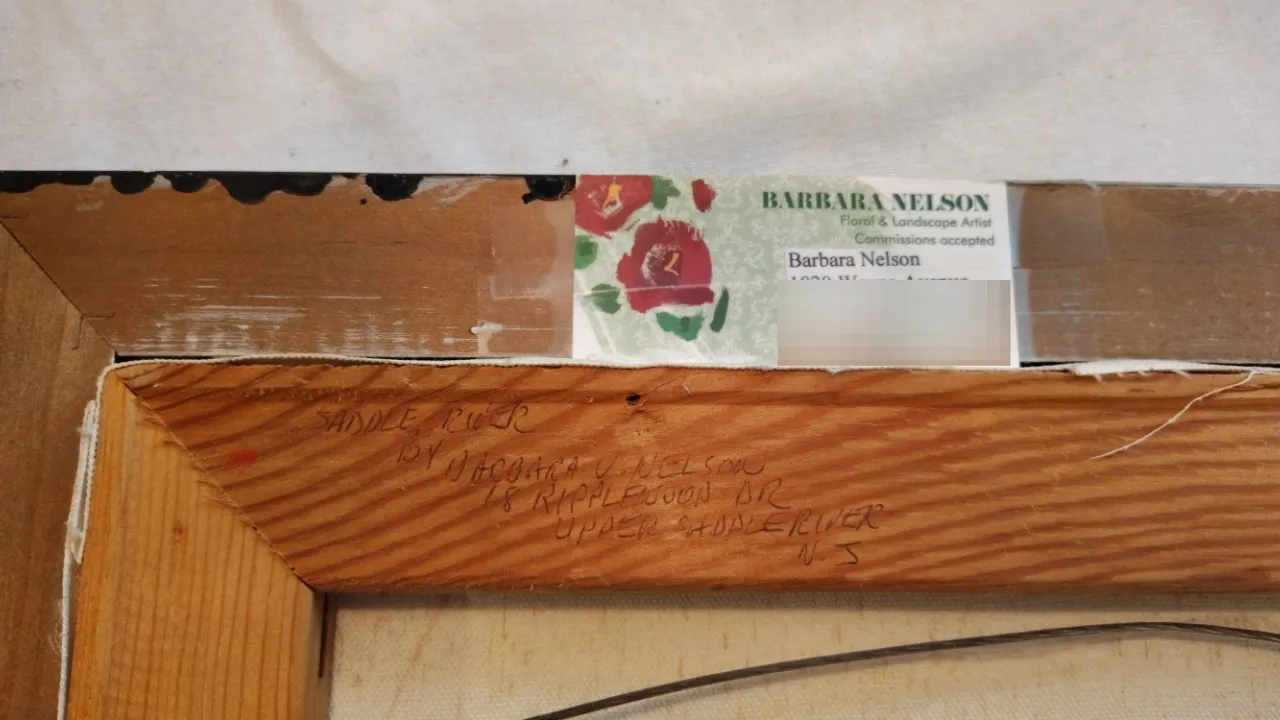 BARBARA NELSON
Floral & Landscape Artist
Commissions accepted
Barbara Nelson
SADDLE RIVER
BY BARBARA V. NELSON
18 RIPPLEWOOD DR
UPPER SADDLE RIVER
N. J